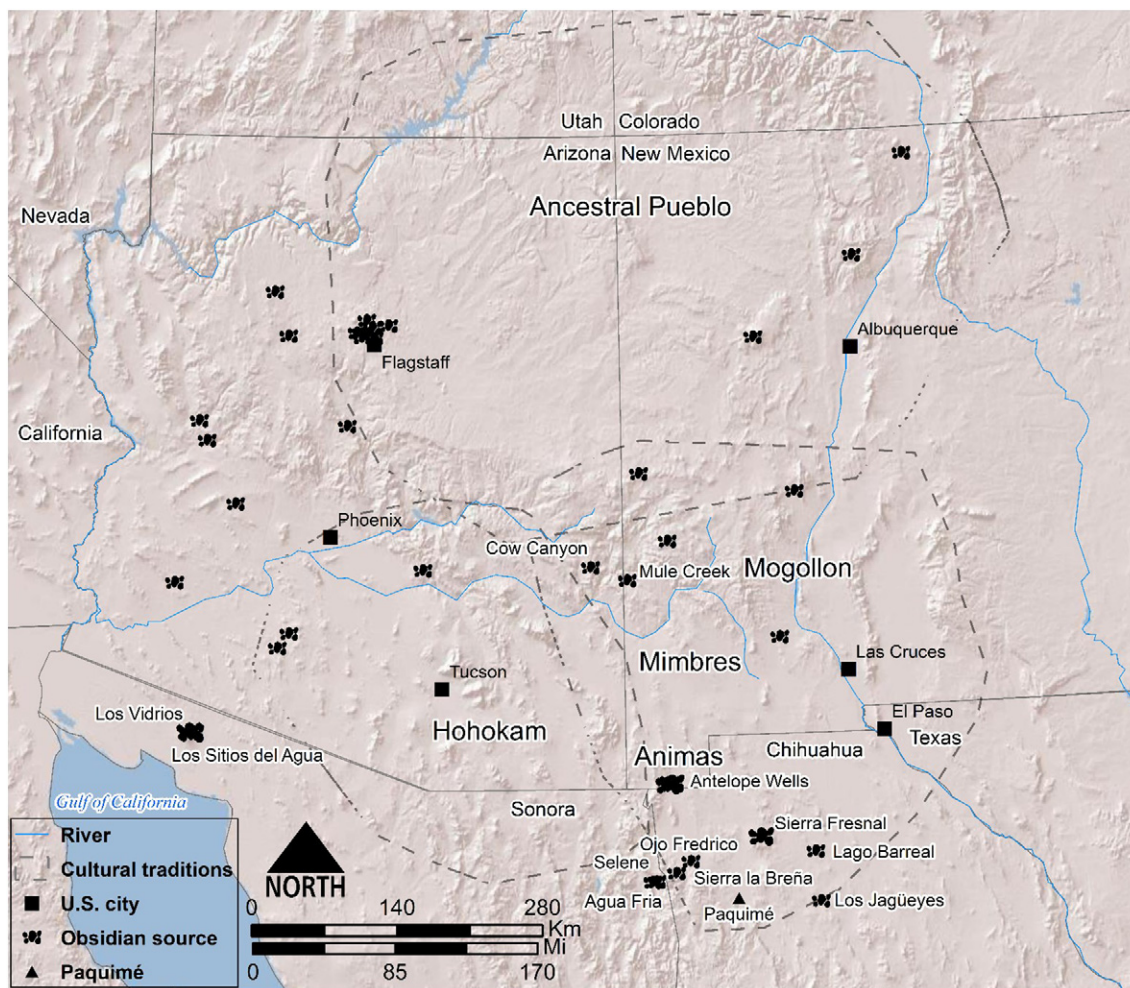 Utah Colorado
Arizona New Mexico
Ancestral Pueblo
Nevada
Albuquerque
Flagstaff
California
Phoenix
Cow Canyon
Mule Creek
Mogollon
Mimbres
Las Cruces
Tucson
Hohokam
Los Vidrios
Los Sitios del Agua
El Paso
Texas
Chihuahua
Animas
Antelope Wells
Gulf of California
Sonora
Sierra Fresnal
Ojo Fredrico
Lago Barreal
Selene
Sierra la Breña
Agua Fria
Paquimé
Los Jagüeyes
River
Cultural traditions
U.S. city
Obsidian source
Paquimé
NORTH
0 140 280
Km
Mi
0 85 170